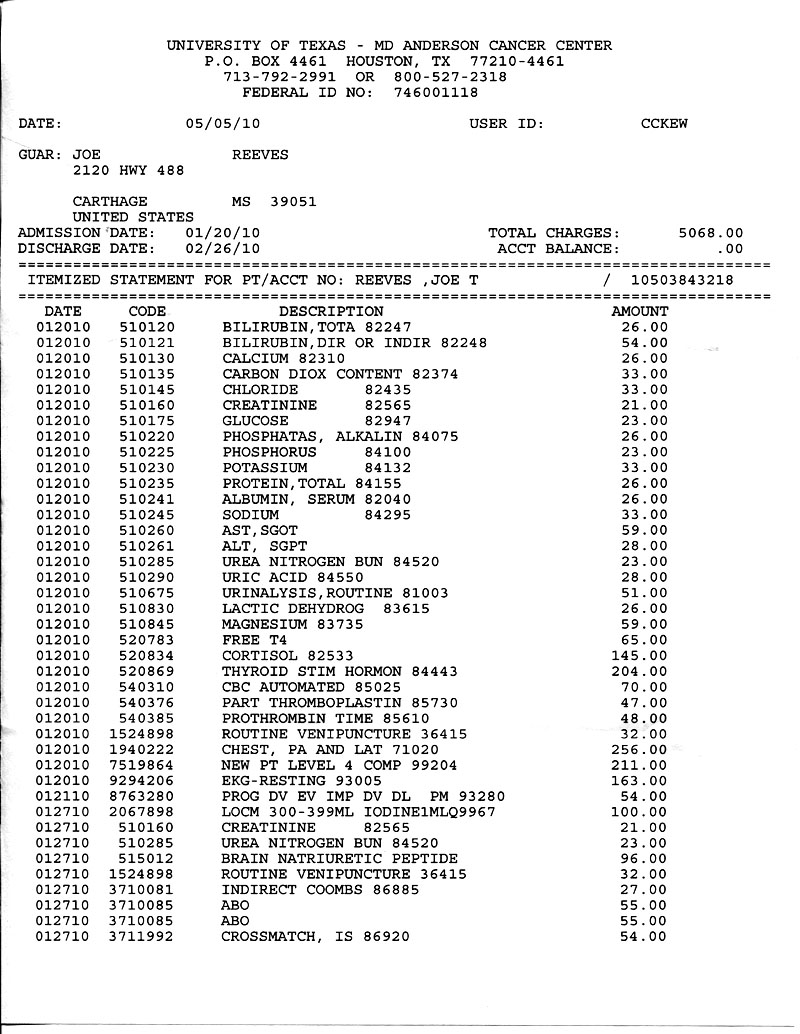 UNIVERSITY OF TEXAS - MD ANDERSON CANCER CENTER
P.O. BOX 4461 HOUSTON, TX 77210-4461
713-792-2991 OR 800-527-2318
FEDERAL ID NO: 746001118
DATE: 05/05/10 USER ID: CCKEW
GUAR: JOE REEVES
2120 HWY 488
CARTHAGE MS 39051
UNITED STATES
ADMISSION DATE: 01/20/10 TOTAL CHARGES: 5068.00
DISCHARGE DATE: 02/26/10 ACCT BALANCE: .00
================================================================================
ITEMIZED STATEMENT FOR PT/ACCT NO: REEVES ,JOE T / 10503843218
================================================================================
DATE CODE DESCRIPTION AMOUNT
012010 510120 BILIRUBIN,TOTA 82247 26.00
012010 510121 BILIRUBIN,DIR OR INDIR 82248 54.00
012010 510130 CALCIUM 82310 26.00
012010 510135 CARBON DIOX CONTENT 82374 33.00
012010 510145 CHLORIDE 82435 33.00
012010 510160 CREATININE 82565 21.00
012010 510175 GLUCOSE 82947 23.00
012010 510220 PHOSPHATAS, ALKALIN 84075 26.00
012010 510225 PHOSPHORUS 84100 23.00
012010 510230 POTASSIUM 84132 33.00
012010 510235 PROTEIN,TOTAL 84155 26.00
012010 510241 ALBUMIN, SERUM 82040 26.00
012010 510245 SODIUM 84295 33.00
012010 510260 AST,SGOT 59.00
012010 510261 ALT, SGPT 28.00
012010 510285 UREA NITROGEN BUN 84520 23.00
012010 510290 URIC ACID 84550 28.00
012010 510675 URINALYSIS,ROUTINE 81003 51.00
012010 510830 LACTIC DEHYDROG 83615 26.00
012010 510845 MAGNESIUM 83735 59.00
012010 520783 FREE T4 65.00
012010 520834 CORTISOL 82533 145.00
012010 520869 THYROID STIM HORMON 84443 204.00
012010 540310 CBC AUTOMATED 85025 70.00
012010 540376 PART THROMBOPLASTIN 85730 47.00
012010 540385 PROTHROMBIN TIME 85610 48.00
012010 1524898 ROUTINE VENIPUNCTURE 36415 32.00
012010 1940222 CHEST, PA AND LAT 71020 256.00
012010 7519864 NEW PT LEVEL 4 COMP 99204 211.00
012010 9294206 EKG-RESTING 93005 163.00
012110 8763280 PROG DV EV IMP DV DL PM 93280 54.00
012710 2067898 LOCM 300-399ML IODINE1MLQ9967 100.00
012710 510160 CREATININE 82565 21.00
012710 510285 UREA NITROGEN BUN 84520 23.00
012710 515012 BRAIN NATRIURETIC PEPTIDE 96.00
012710 1524898 ROUTINE VENIPUNCTURE 36415 32.00
012710 3710081 INDIRECT COOMBS 86885 27.00
012710 3710085 ABO 55.00
012710 3710085 ABO 55.00
012710 3711992 CROSSMATCH, IS 86920 54.00